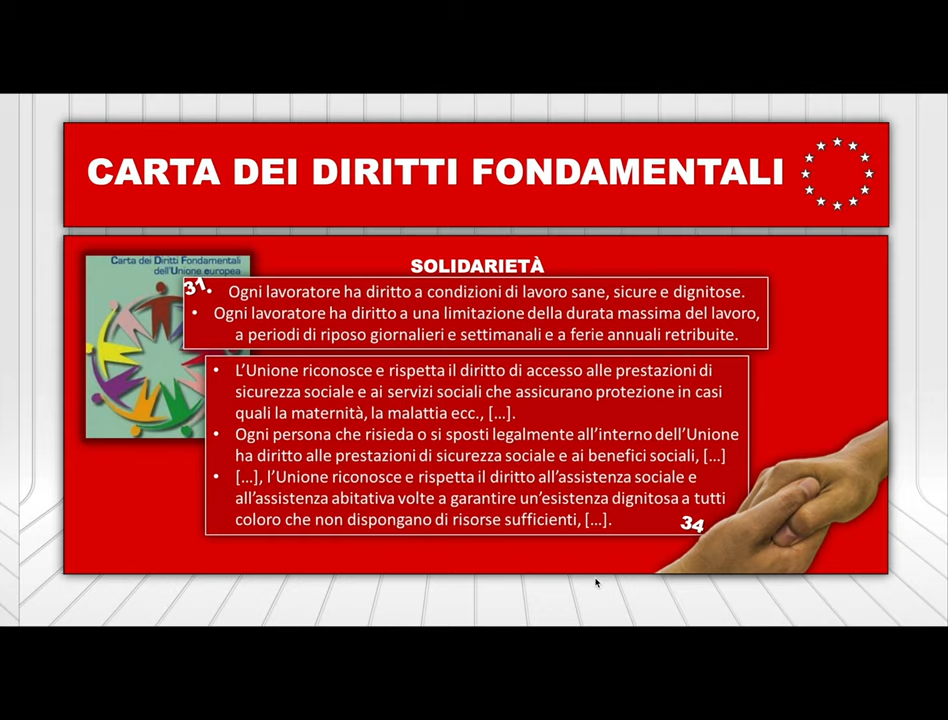 CARTA DEI DIRITTI FONDAMENTALI
Carta dei Diritti Fondamentali
dell'Unione europea
SOLIDARIETÀ
31.
• Ogni lavoratore ha diritto a condizioni di lavoro sane, sicure e dignitose.
• Ogni lavoratore ha diritto a una limitazione della durata massima del lavoro,
a periodi di riposo giornalieri e settimanali e a ferie annuali retribuite.
• L'Unione riconosce e rispetta il diritto di accesso alle prestazioni di
sicurezza sociale e ai servizi sociali che assicurano protezione in casi
quali la maternità, la malattia ecc., [...].
• Ogni persona che risieda o si sposti legalmente all'interno dell'Unione
ha diritto alle prestazioni di sicurezza sociale e ai benefici sociali, [...]
• [...], l'Unione riconosce e rispetta il diritto all'assistenza sociale e
all'assistenza abitativa volte a garantire un'esistenza dignitosa a tutti
coloro che non dispongano di risorse sufficienti, [...].
34